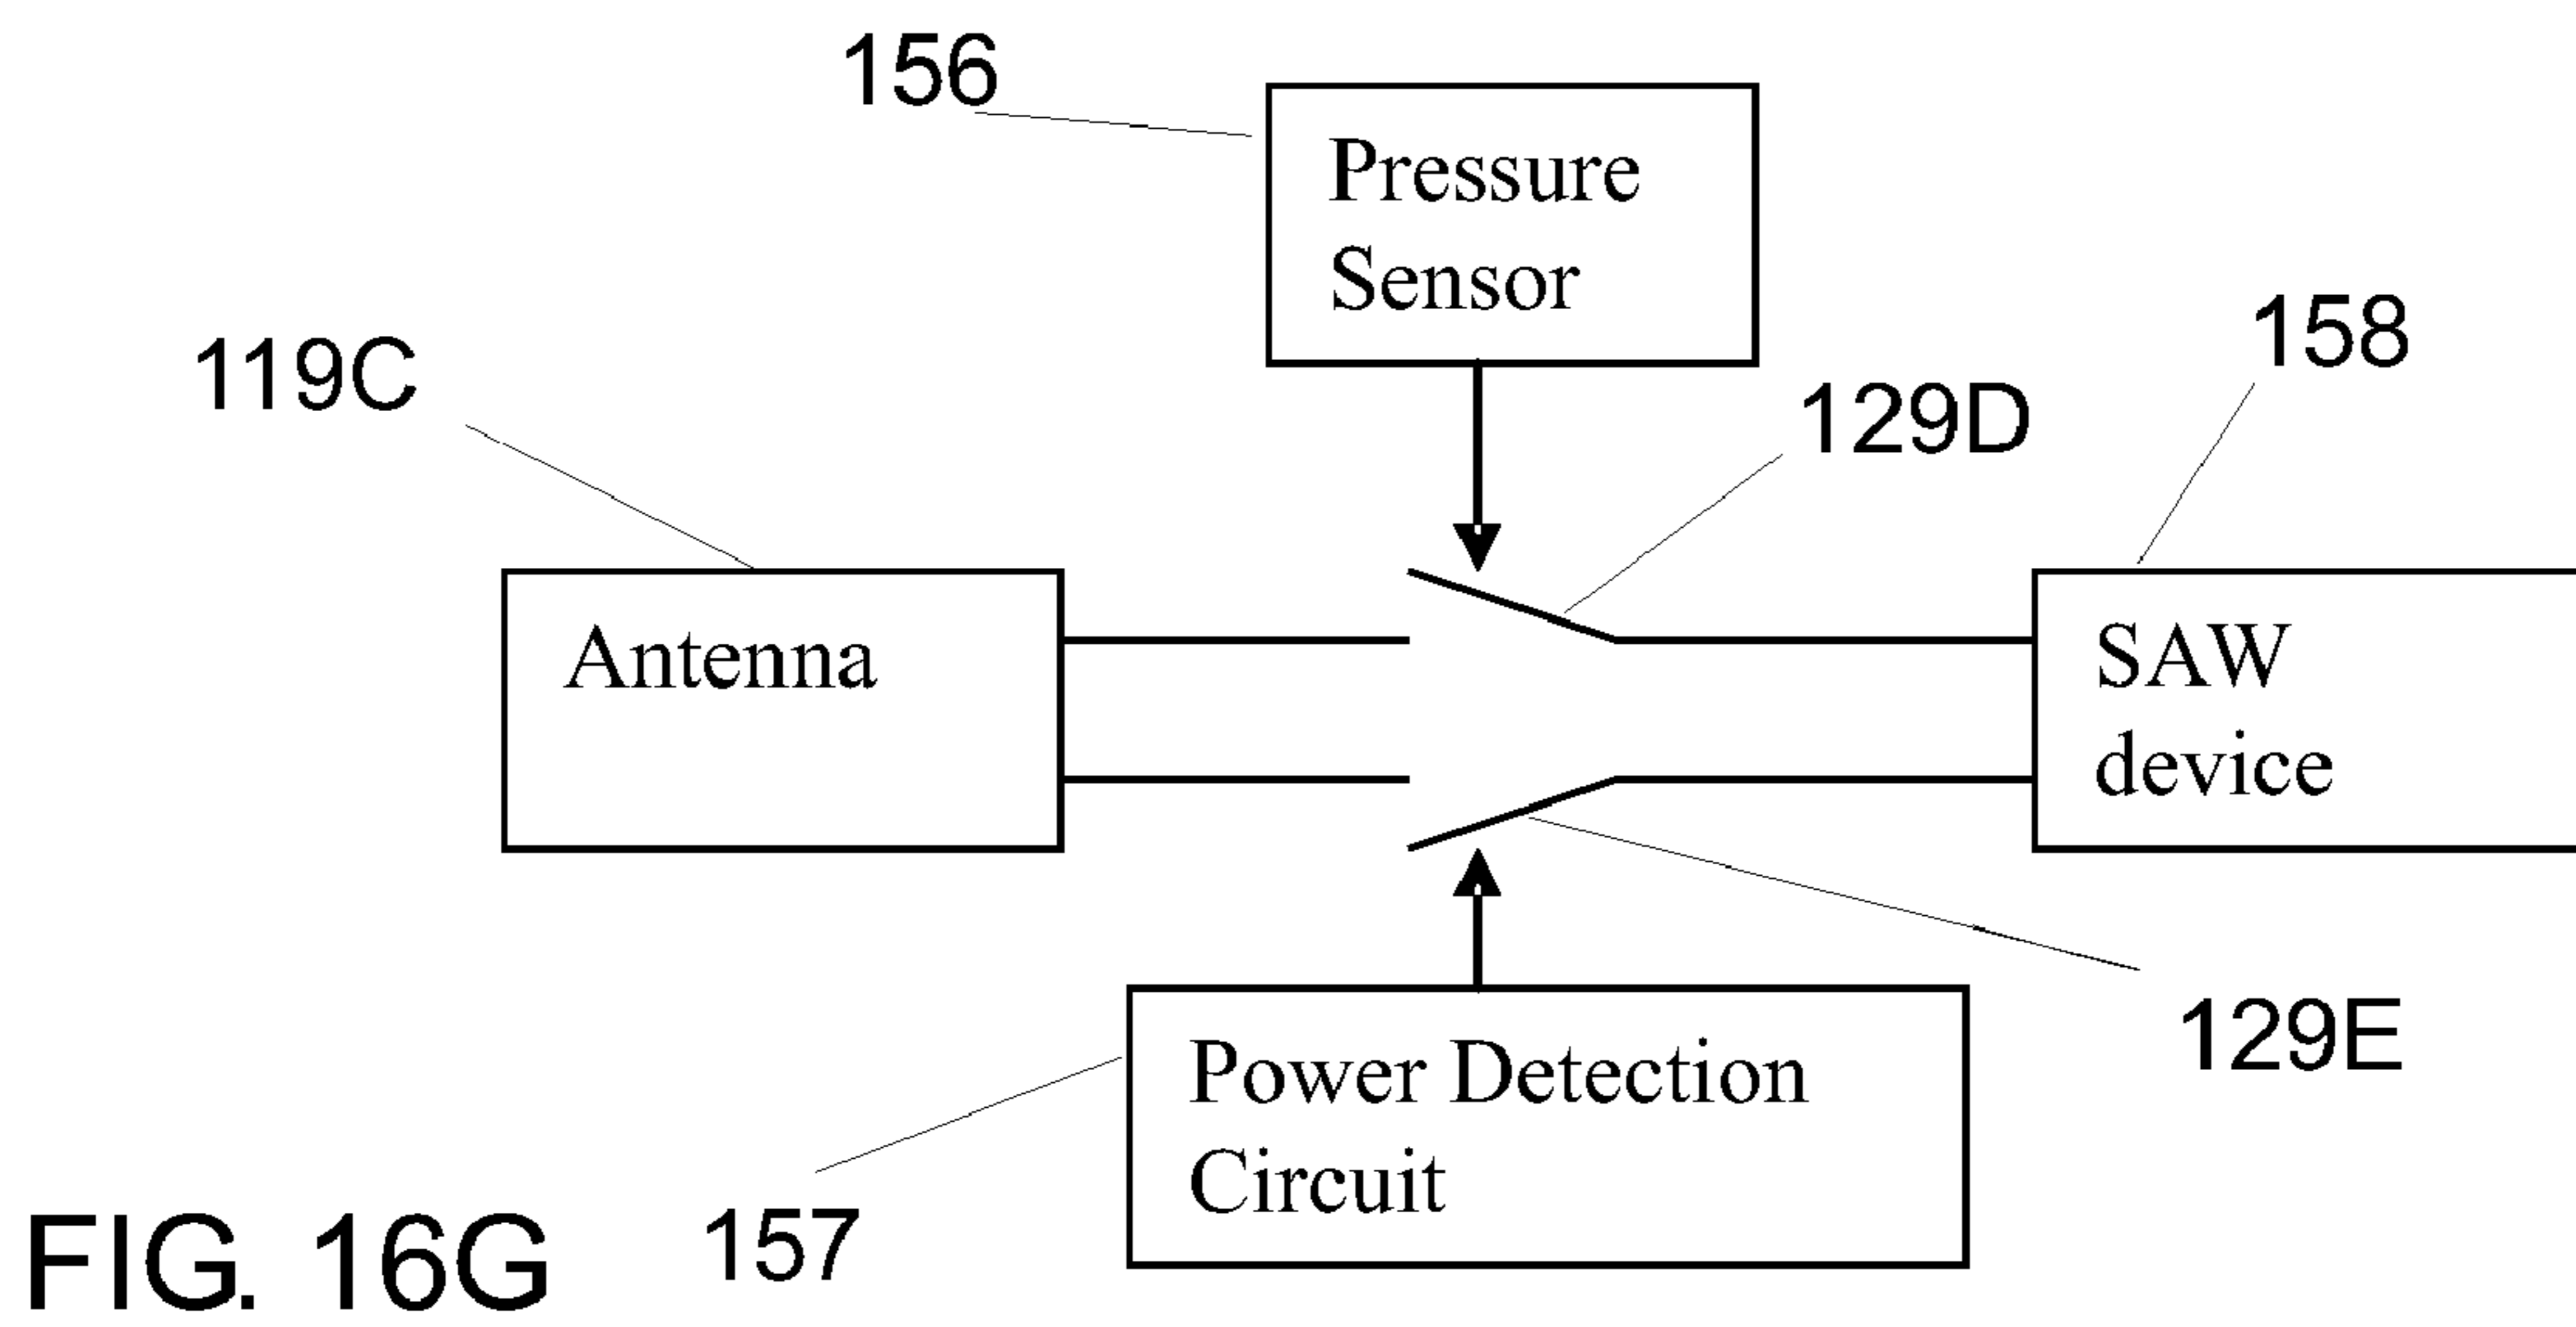 156
Pressure
Sensor
158
119C
129D
Antenna
SAW
device
129E
Power Detection
Circuit
157
FIG. 16G